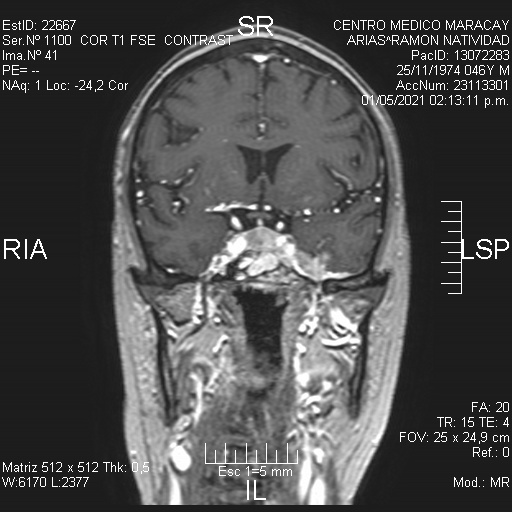 EstID: 22667
Ser.Nº 1100 COR T1 FSE CONTRAST
Ima.Nº 41
PE= --
NAq: 1 Loc: -24,2 Cor
SR
CENTRO MEDICO MARACAY
ARIAS^RAMON NATIVIDAD
PacID: 13072283
25/11/1974 046Y M
AccNum: 23113301
01/05/2021 02:13:11 p.m.
RIA
LSP
Matriz 512 x 512 Thk: 0,5
W:6170 L:2377
Esc 1=5 mm
IL
FA: 20
TR: 15 TE: 4
FOV: 25 x 24,9 cm
Ref.: 0
Mod.: MR